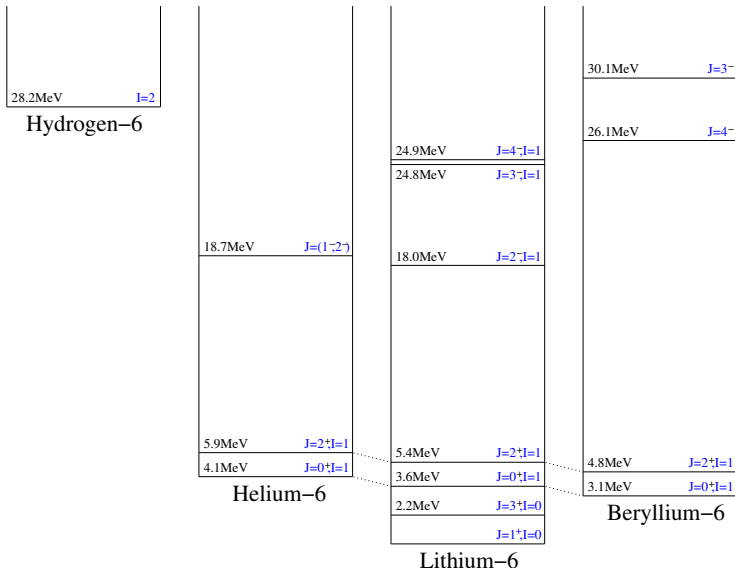 28.2MeV I=2
Hydrogen−6
18.7MeV J=(1⁻,2⁻)
5.9MeV J=2⁺,I=1
4.1MeV J=0⁺,I=1
Helium−6
24.9MeV J=4⁻,I=1
24.8MeV J=3⁻,I=1
18.0MeV J=2⁻,I=1
5.4MeV J=2⁺,I=1
3.6MeV J=0⁺,I=1
2.2MeV J=3⁺,I=0
J=1⁺,I=0
Lithium−6
30.1MeV J=3⁻
26.1MeV J=4⁻
4.8MeV J=2⁺,I=1
3.1MeV J=0⁺,I=1
Beryllium−6